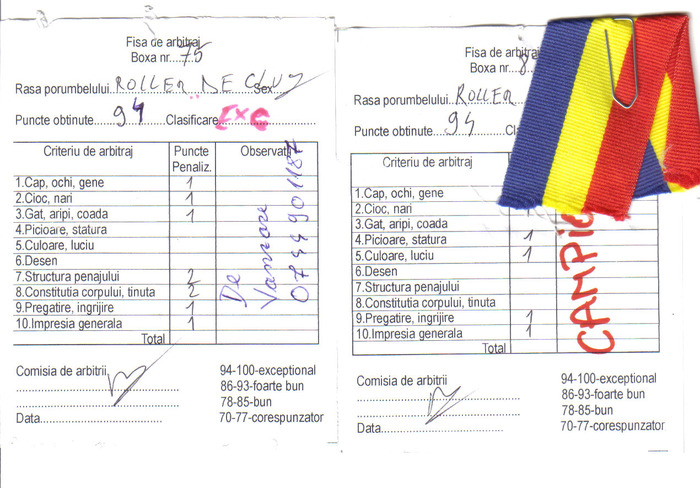 Fisa de arbitraj
Boxa nr....75
Rasa porumbelului.ROLLER DE CLUJ Sex
Puncte obtinute....94......Clasificare.EXC
Criteriu de arbitraj Puncte Penaliz. Observatii
1.Cap, ochi, gene 1
2.Cioc, nari 1
3.Gat, aripi, coada 1
4.Picioare, statura
5.Culoare, luciu
6.Desen
7.Structura penajului 2
8.Constitutia corpului, tinuta 2
9.Pregatire, ingrijire 1
10.Impresia generala 1
Total
De
Vanzare
0744901187
Comisia de arbitrii
94-100-exceptional
86-93-foarte bun
78-85-bun
Data
70-77-corespunzator
Fisa de arbitraj
Boxa nr....8
Rasa porumbelului.ROLLER
Puncte obtinute....94......Cl
Criteriu de arbitraj
1.Cap, ochi, gene
2.Cioc, nari 1
3.Gat, aripi, coada
4.Picioare, statura 1
5.Culoare, luciu 1
6.Desen
7.Structura penajului
8.Constitutia corpului, tinuta
9.Pregatire, ingrijire 1
10.Impresia generala 1
Total
CAMPIO
Comisia de arbitrii
94-100-exceptional
86-93-foarte bun
78-85-bun
Data
70-77-corespunzator